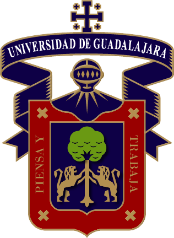 UNIVERSIDAD DE GUADALAJARA
PIENSA Y
TRABAJA